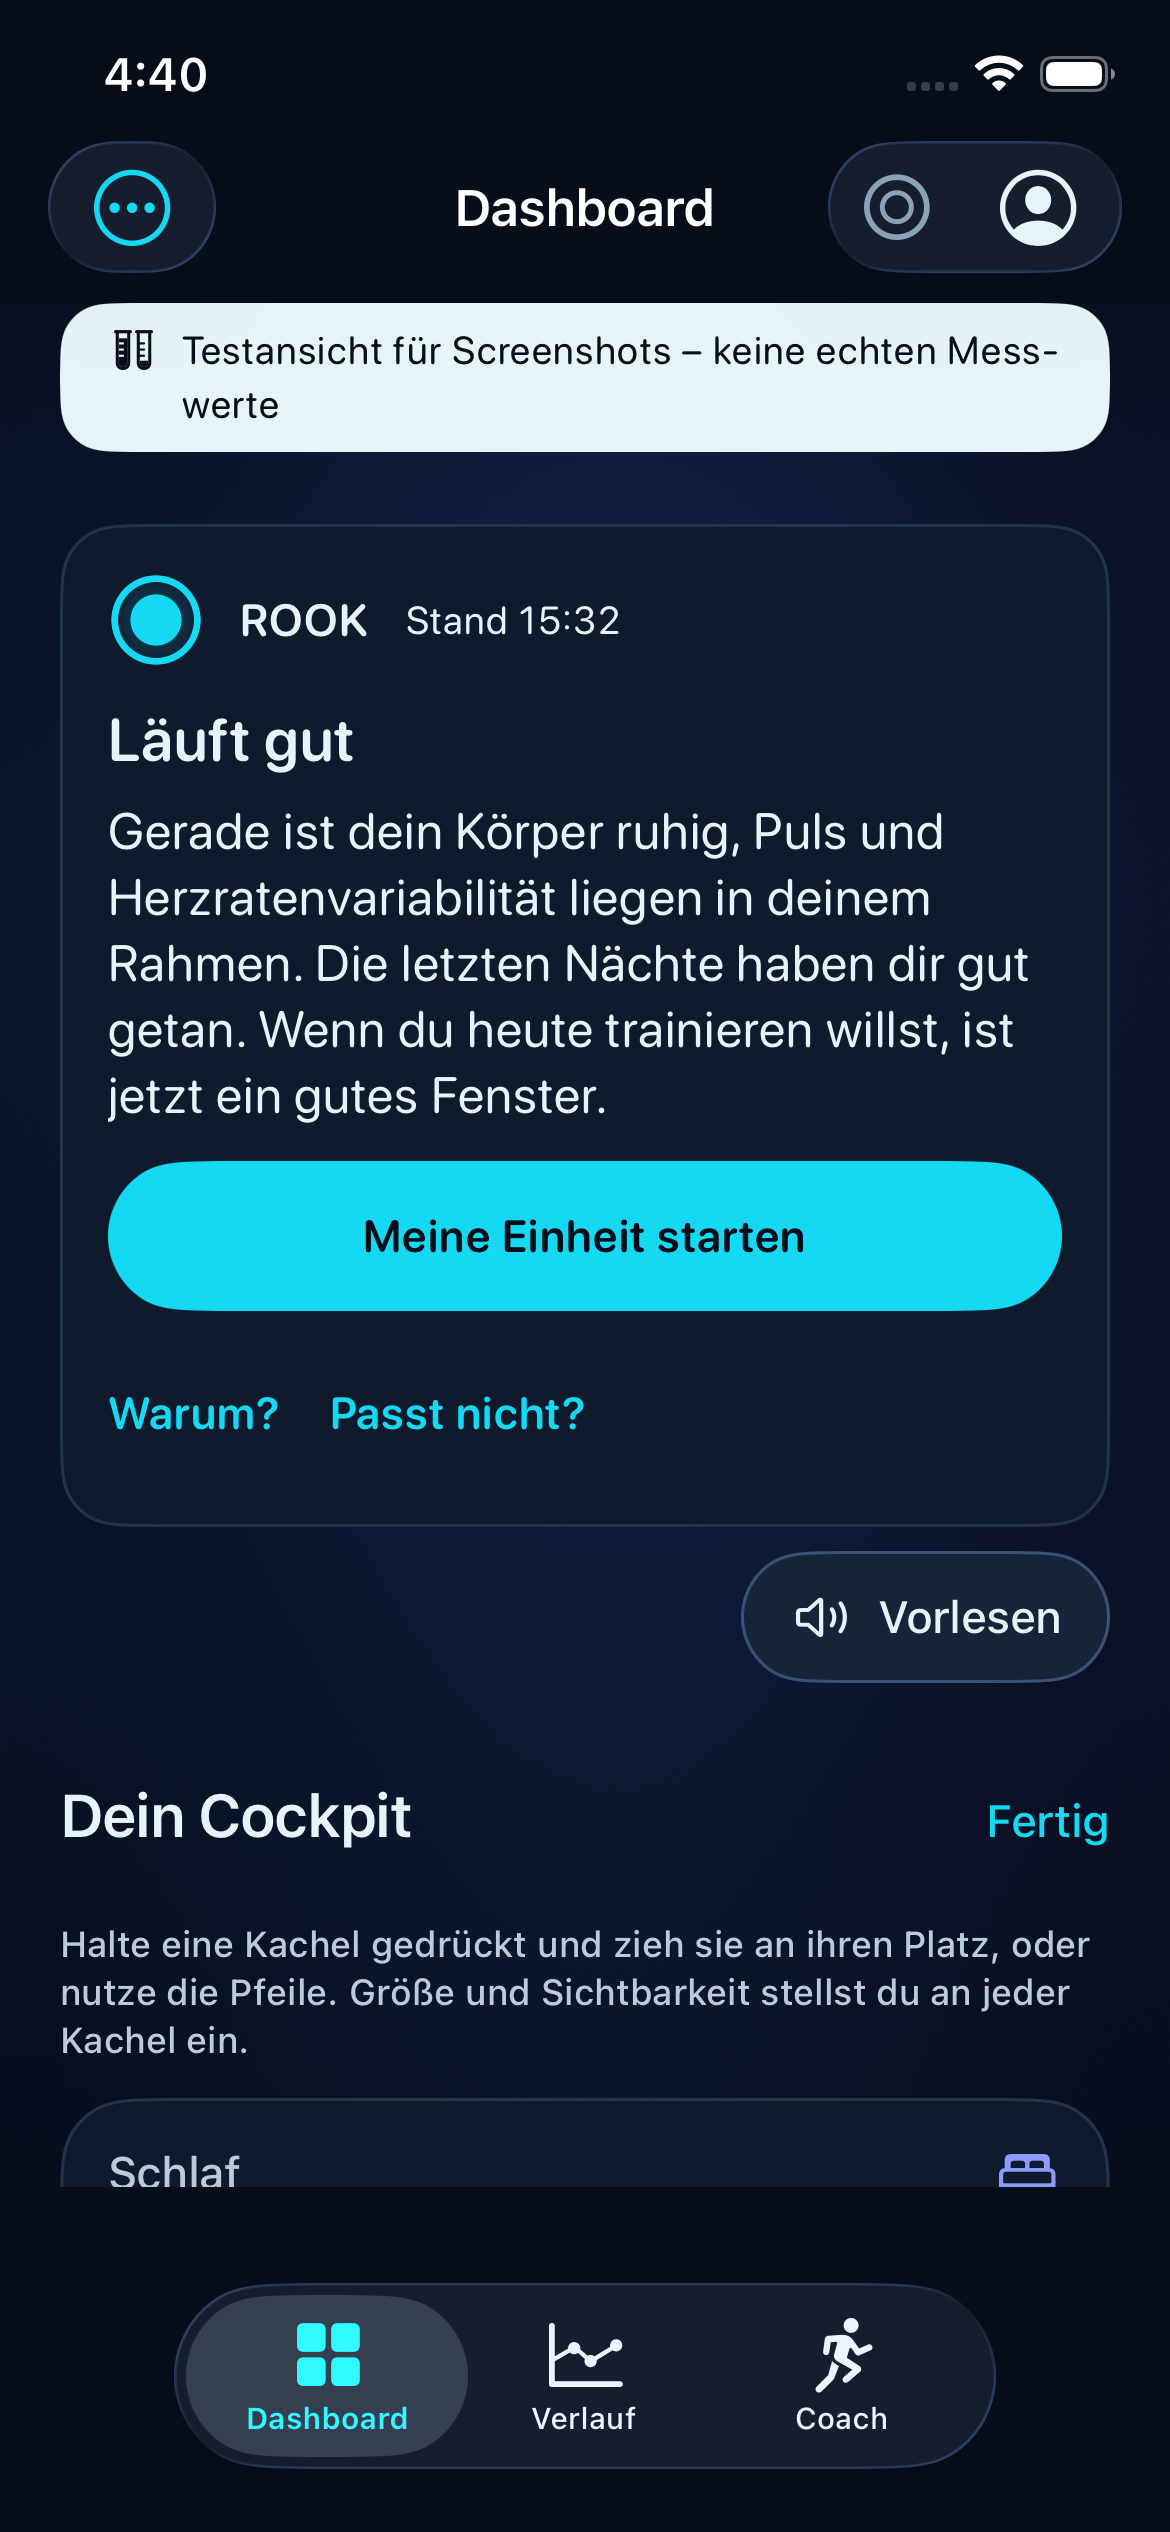 4:40
Dashboard
Testansicht für Screenshots – keine echten Mess-
werte
ROOK Stand 15:32
Läuft gut
Gerade ist dein Körper ruhig, Puls und
Herzratenvariabilität liegen in deinem
Rahmen. Die letzten Nächte haben dir gut
getan. Wenn du heute trainieren willst, ist
jetzt ein gutes Fenster.
Meine Einheit starten
Warum? Passt nicht?
Vorlesen
Dein Cockpit Fertig
Halte eine Kachel gedrückt und zieh sie an ihren Platz, oder
nutze die Pfeile. Größe und Sichtbarkeit stellst du an jeder
Kachel ein.
Schlaf
Dashboard Verlauf Coach